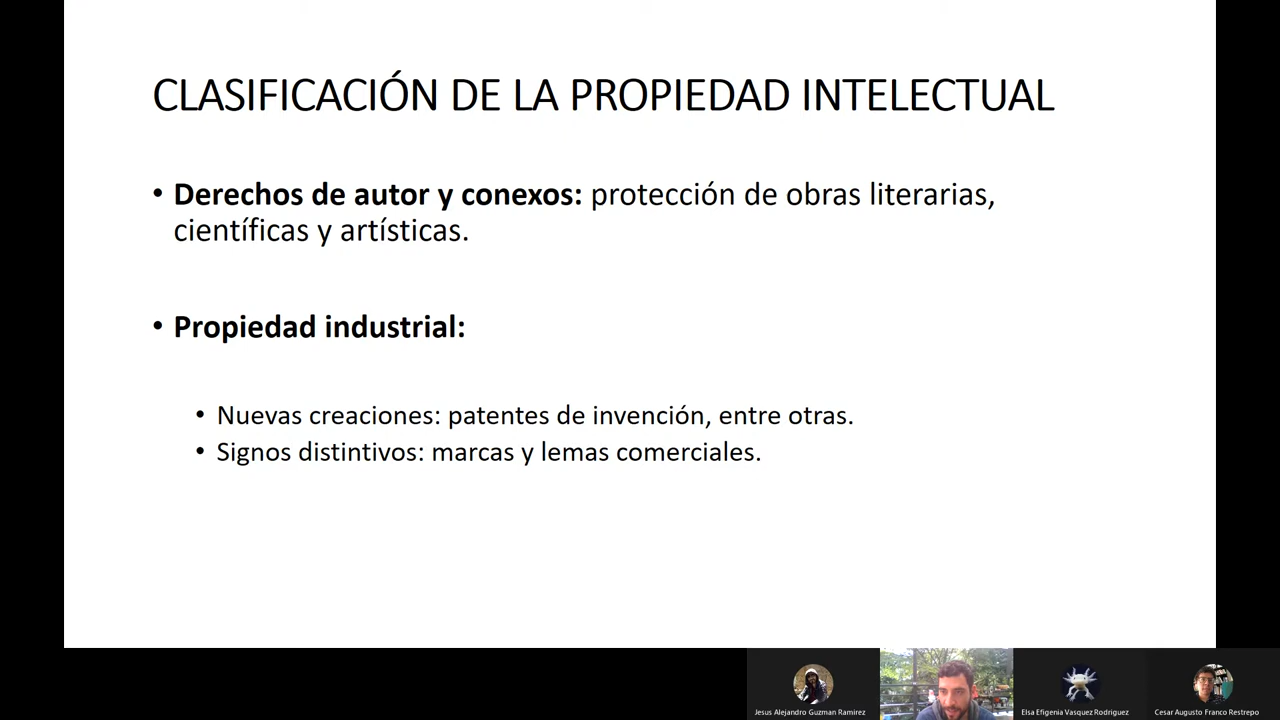 CLASIFICACIÓN DE LA PROPIEDAD INTELECTUAL
• Derechos de autor y conexos: protección de obras literarias,
científicas y artísticas.
• Propiedad industrial:
• Nuevas creaciones: patentes de invención, entre otras.
• Signos distintivos: marcas y lemas comerciales.
Jesus Alejandro Guzman Ramirez
Elsa Efigenia Vasquez Rodriguez
Cesar Augusto Franco Restrepo